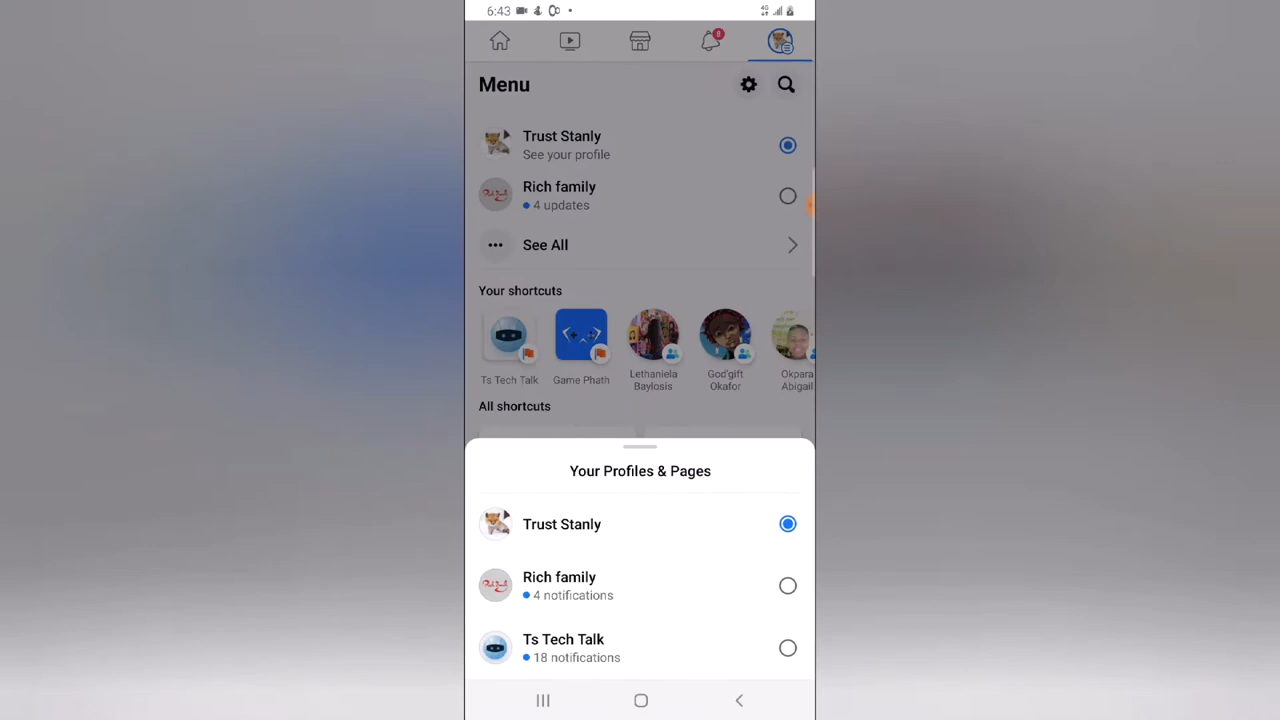 6:43
4G
8
Menu
Trust Stanly
See your profile
Rich family
4 updates
See All
Your shortcuts
Ts Tech Talk
Game Phath
Lethaniela
Baylosis
God'gift
Okafor
Okpara
Abigail
All shortcuts
Your Profiles & Pages
Trust Stanly
Rich family
4 notifications
Ts Tech Talk
18 notifications